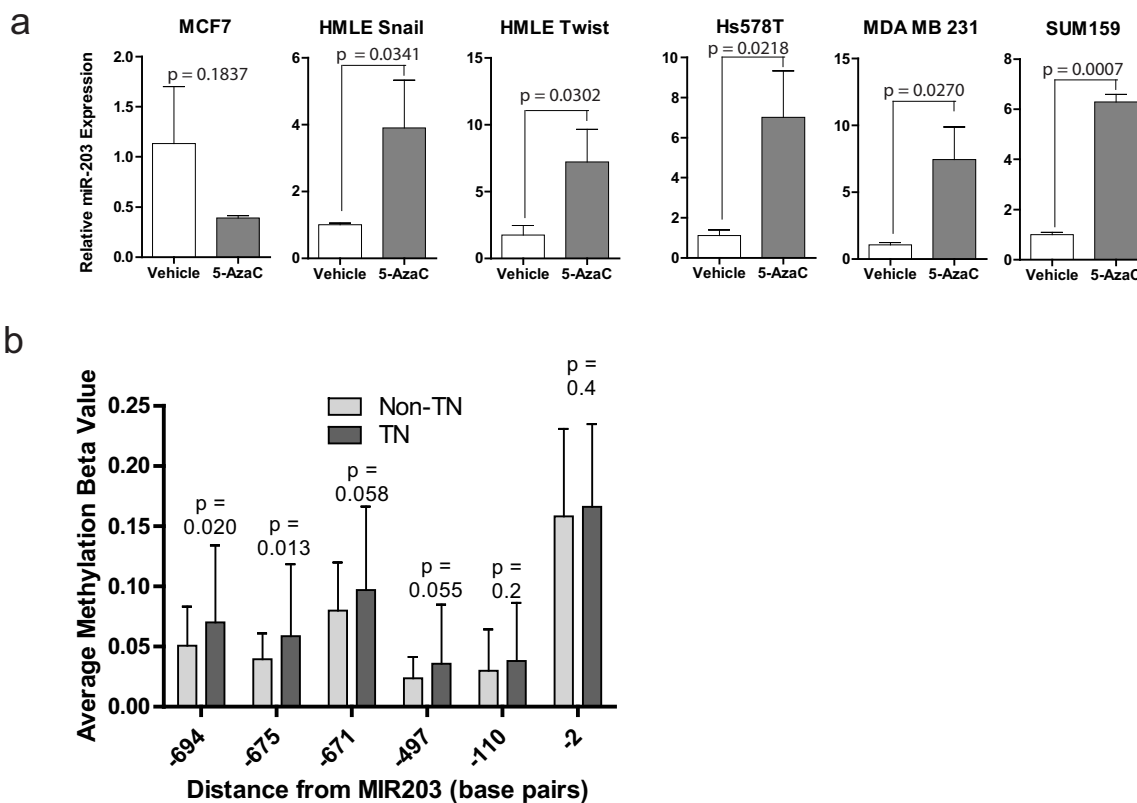 a
MCF7
HMLE Snail
HMLE Twist
Hs578T
MDA MB 231
SUM159
Relative miR-203 Expression
2.0
1.5
1.0
0.5
0.0
p = 0.1837
Vehicle 5-AzaC
6
4
2
0
p = 0.0341
Vehicle 5-AzaC
15
10
5
0
p = 0.0302
Vehicle 5-AzaC
10
8
6
4
2
0
p = 0.0218
Vehicle 5-AzaC
15
10
5
0
p = 0.0270
Vehicle 5-AzaC
8
6
4
2
0
p = 0.0007
Vehicle 5-AzaC
b
Average Methylation Beta Value
0.25
0.20
0.15
0.10
0.05
0.00
Non-TN
TN
p =
0.020
p =
0.013
p =
0.058
p =
0.055
p =
0.2
p =
0.4
-694
-675
-671
-497
-110
-2
Distance from MIR203 (base pairs)